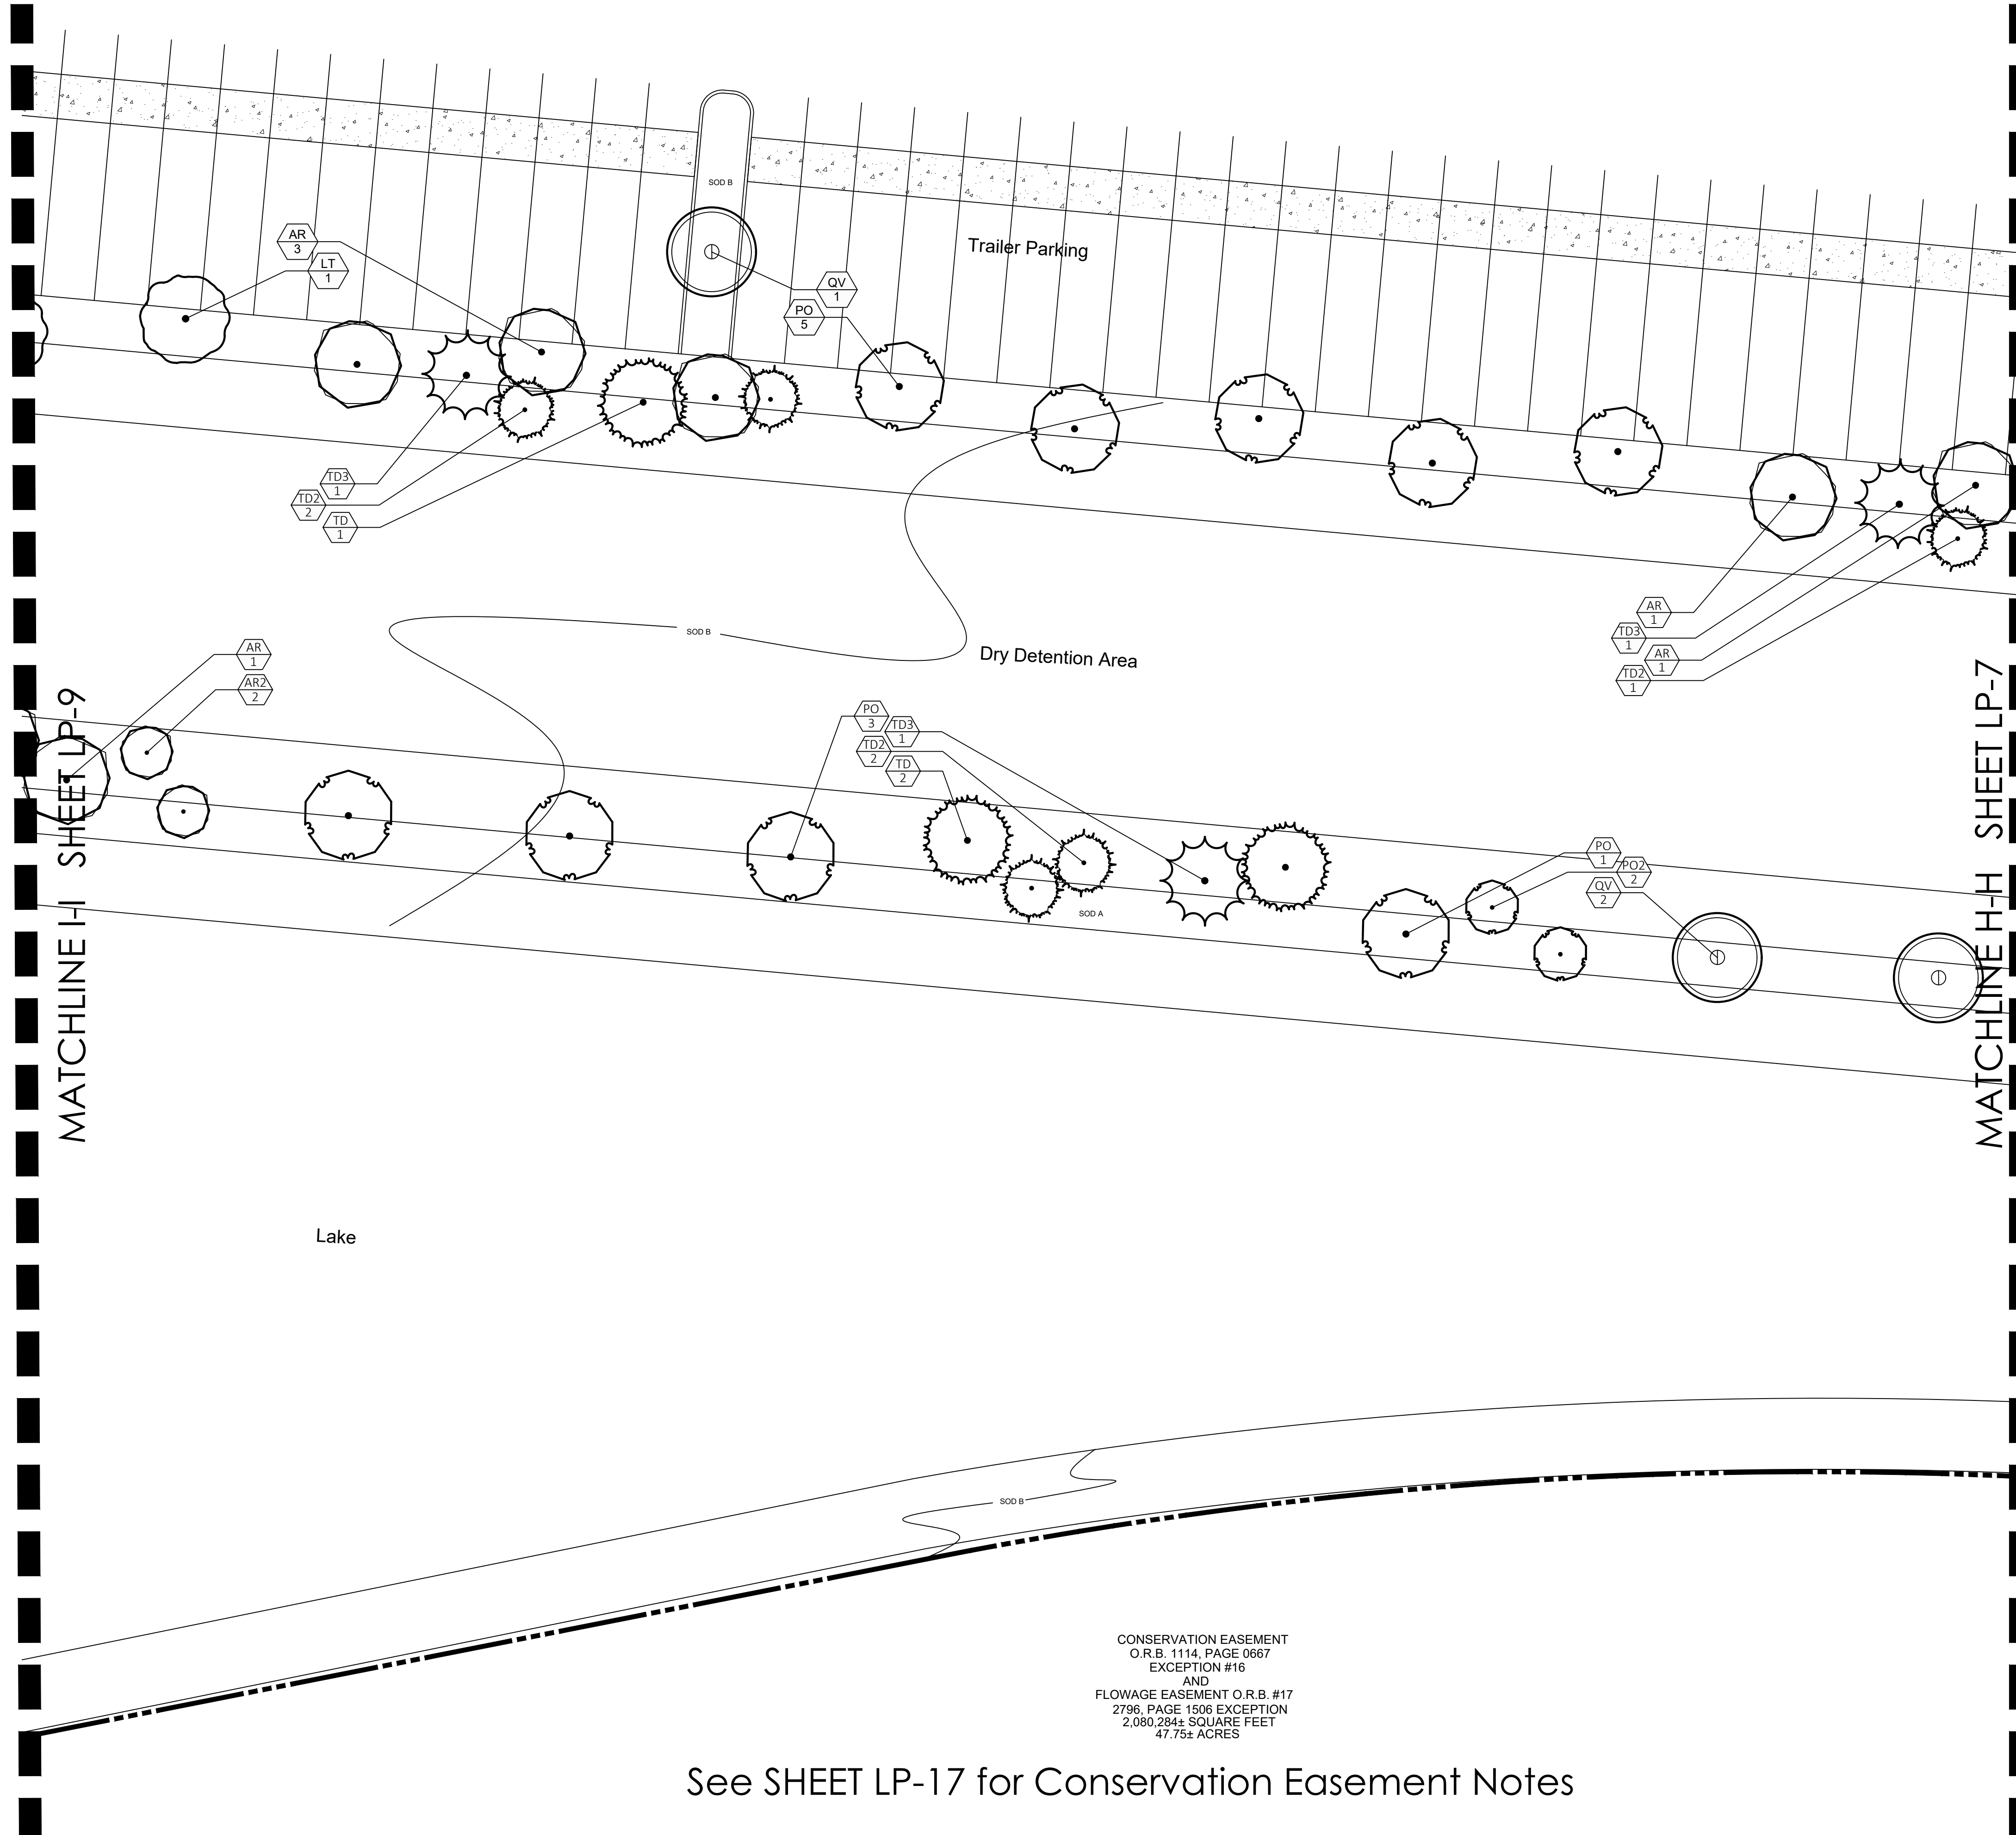 SOD B
Trailer Parking
AR
3
LT
1
QV
1
PO
5
TD3
1
TD2
2
TD
1
AR
1
TD3
1
AR
1
TD2
1
SOD B
Dry Detention Area
AR
1
AR2
2
PO
3
TD3
1
TD2
2
TD
2
SOD A
PO
1
PO2
2
QV
2
MATCHLINE I-I SHEET LP-9
MATCHLINE H-H SHEET LP-7
Lake
SOD B
CONSERVATION EASEMENT
O.R.B. 1114, PAGE 0667
EXCEPTION #16
AND
FLOWAGE EASEMENT O.R.B. #17
2796, PAGE 1506 EXCEPTION
2,080,284± SQUARE FEET
47.75± ACRES
See SHEET LP-17 for Conservation Easement Notes